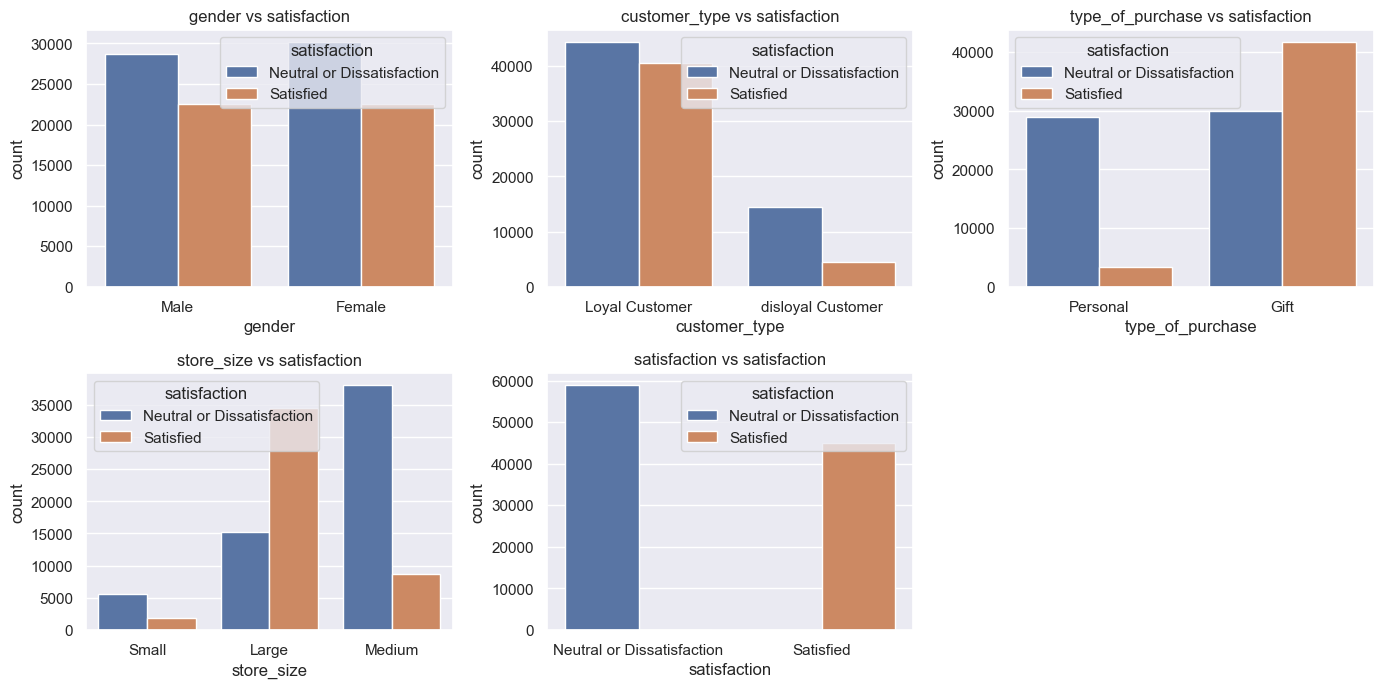 gender vs satisfaction
30000
25000
20000
15000
10000
5000
0
count
satisfaction
Neutral or Dissatisfaction
Satisfied
Male
Female
gender
customer_type vs satisfaction
40000
30000
20000
10000
0
count
satisfaction
Neutral or Dissatisfaction
Satisfied
Loyal Customer
disloyal Customer
customer_type
type_of_purchase vs satisfaction
40000
30000
20000
10000
0
count
satisfaction
Neutral or Dissatisfaction
Satisfied
Personal
Gift
type_of_purchase
store_size vs satisfaction
35000
30000
25000
20000
15000
10000
5000
0
count
satisfaction
Neutral or Dissatisfaction
Satisfied
Small
Large
Medium
store_size
satisfaction vs satisfaction
60000
50000
40000
30000
20000
10000
0
count
satisfaction
Neutral or Dissatisfaction
Satisfied
Neutral or Dissatisfaction
Satisfied
satisfaction